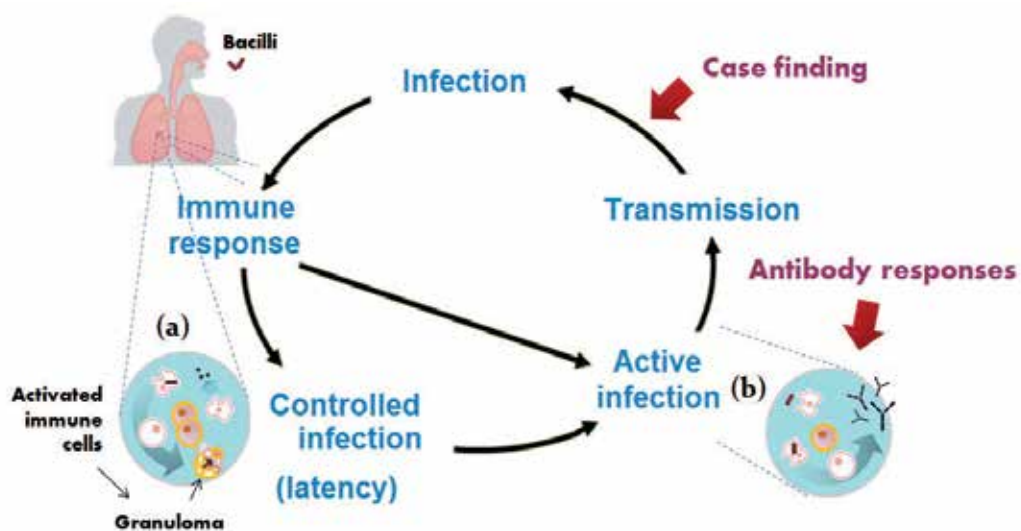 Bacilli
Case finding
Infection
Immune
response
Transmission
Antibody responses
(a)
Active
infection
(b)
Activated
immune
cells
Controlled
infection
(latency)
Granuloma